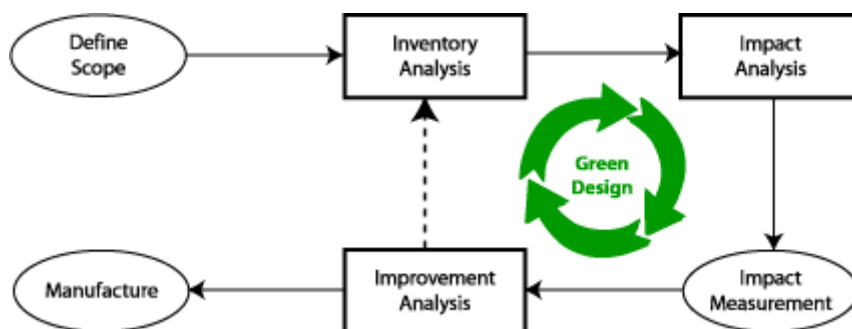 Define
Scope
Inventory
Analysis
Impact
Analysis
Green
Design
Manufacture
Improvement
Analysis
Impact
Measurement